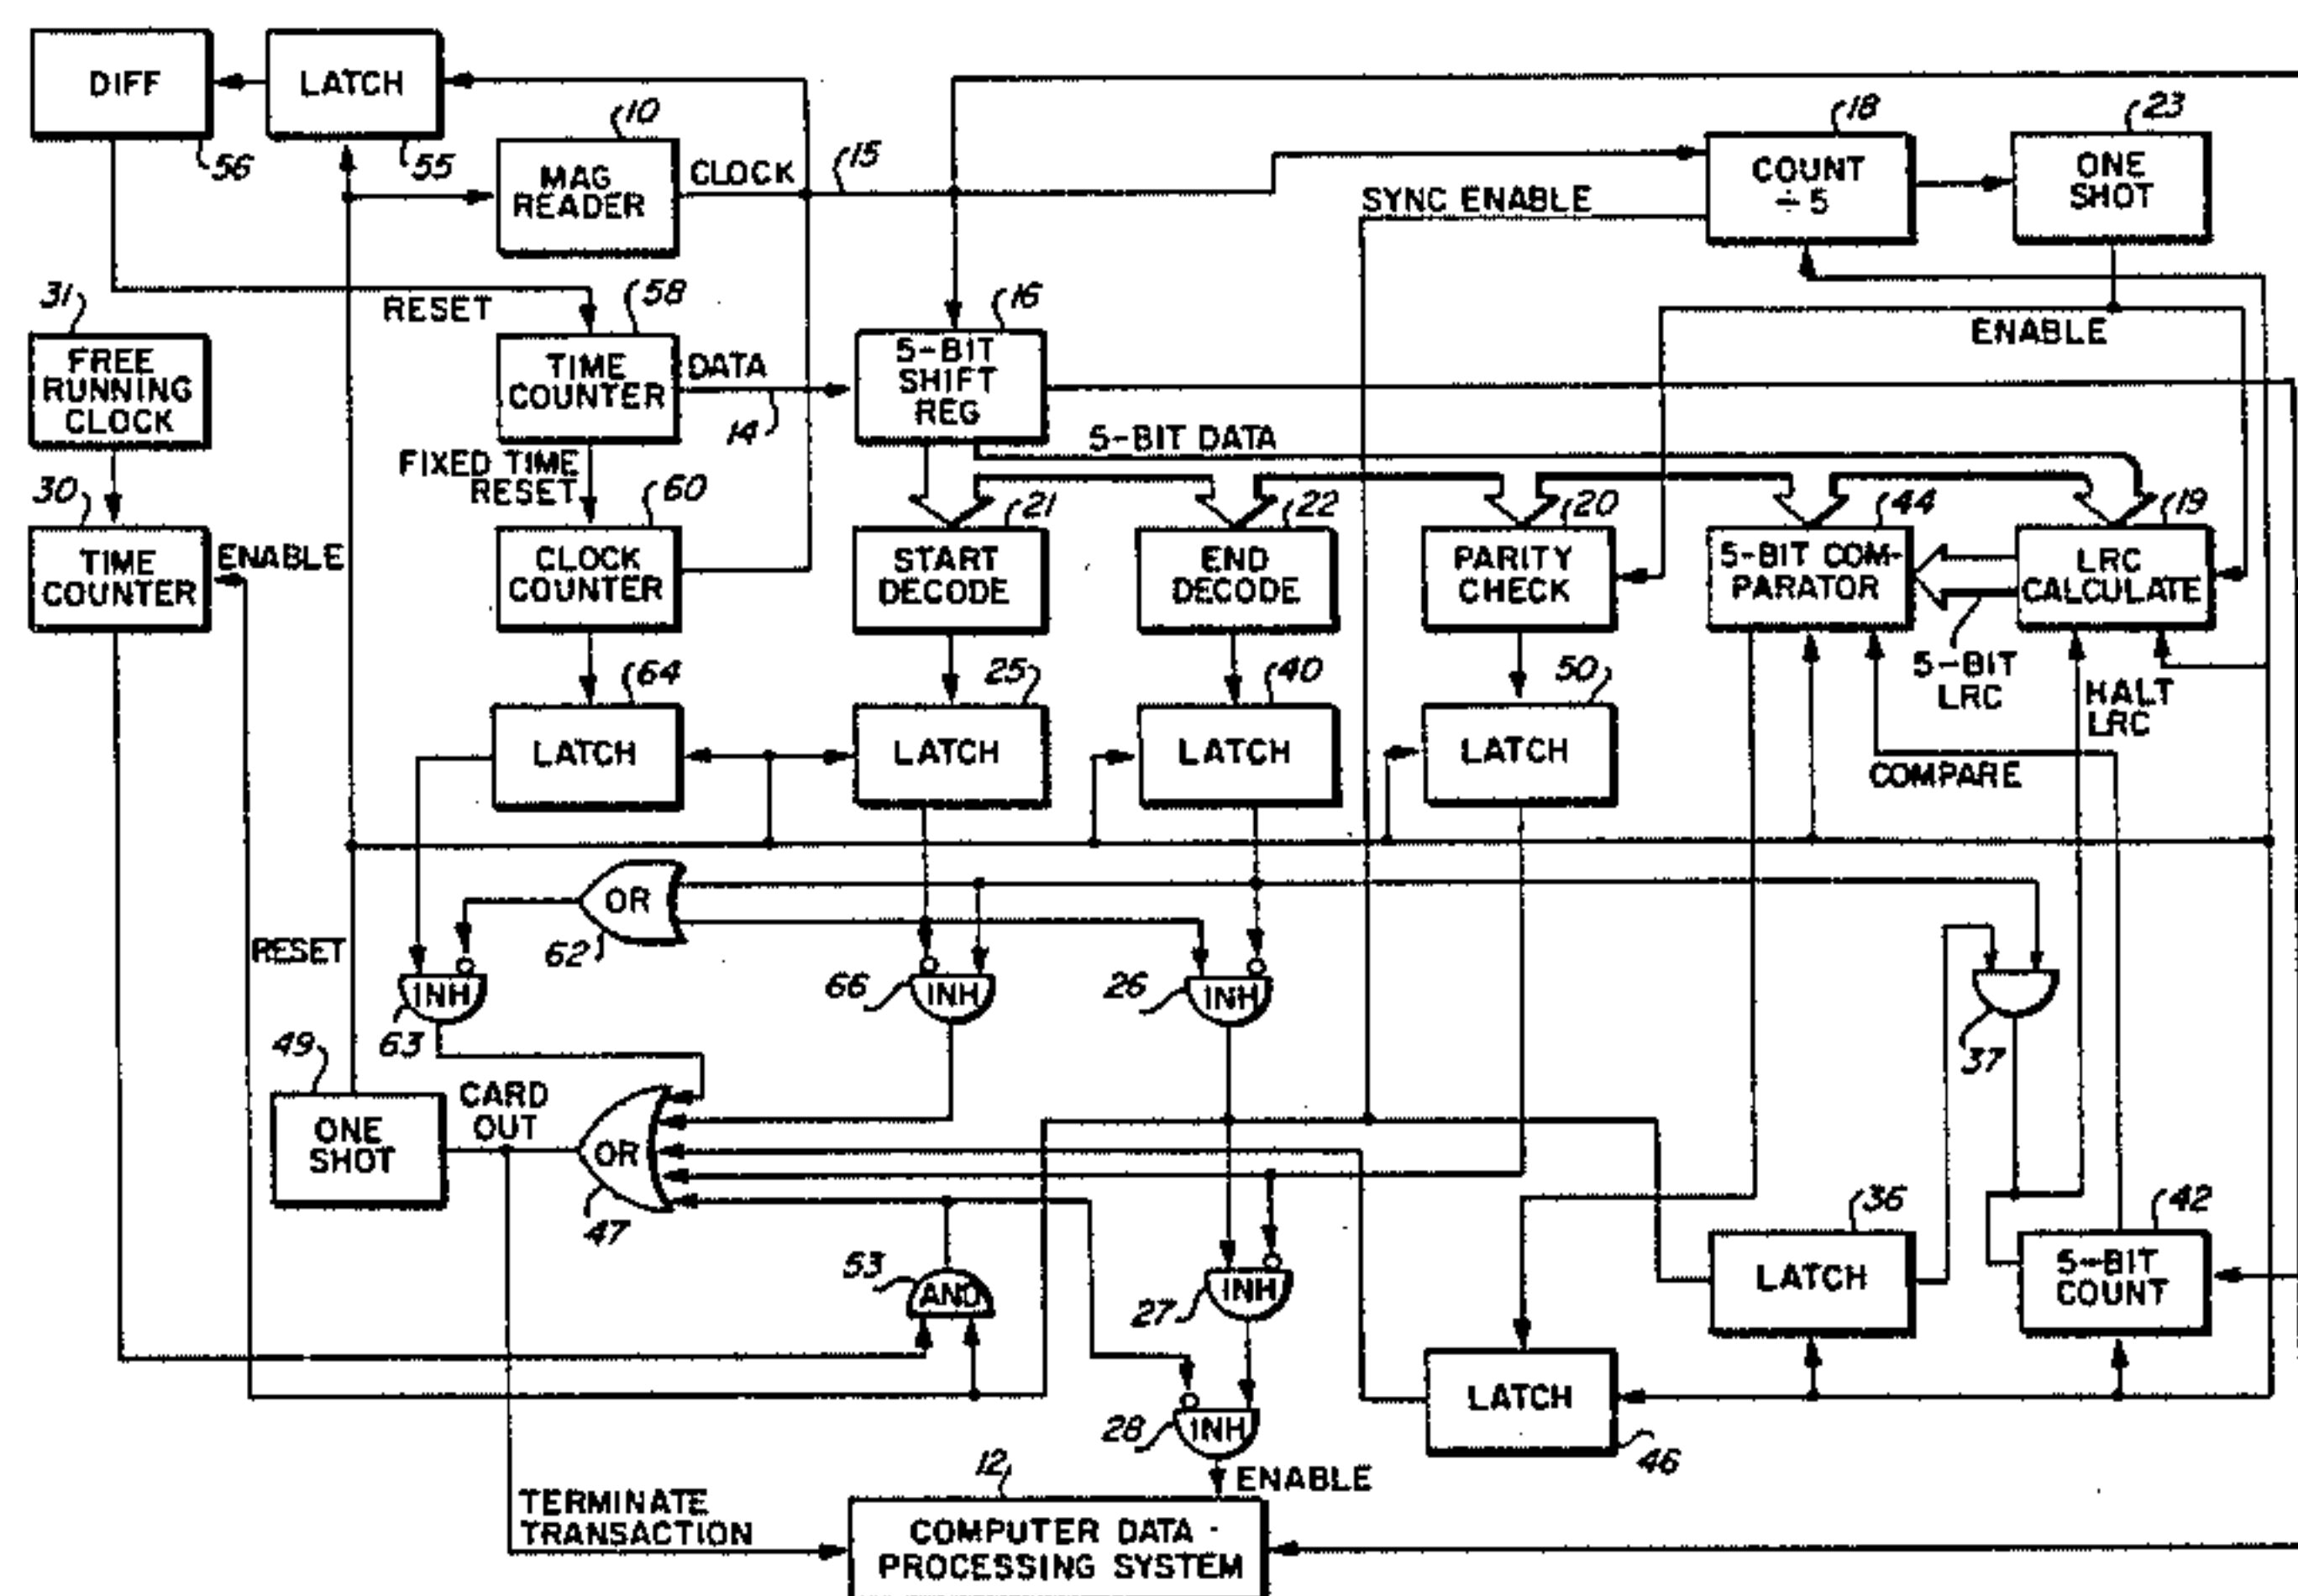 DIFF
LATCH
56
55
10
MAG
READER
CLOCK
15
18
COUNT
÷ 5
23
ONE
SHOT
SYNC ENABLE
31
FREE
RUNNING
CLOCK
RESET
58
TIME
COUNTER
DATA
14
16
5-BIT
SHIFT
REG
ENABLE
5-BIT DATA
FIXED TIME
RESET
30
TIME
COUNTER
ENABLE
60
CLOCK
COUNTER
21
START
DECODE
22
END
DECODE
20
PARITY
CHECK
44
5-BIT COM-
PARATOR
19
LRC
CALCULATE
5-BIT
LRC
HALT
LRC
64
LATCH
25
LATCH
40
LATCH
50
LATCH
COMPARE
RESET
OR
62
INH
63
66
INH
26
INH
37
49
ONE
SHOT
CARD
OUT
OR
47
53
AND
27
INH
36
LATCH
42
5-BIT
COUNT
28
INH
LATCH
46
12
ENABLE
TERMINATE
TRANSACTION
COMPUTER DATA
PROCESSING SYSTEM